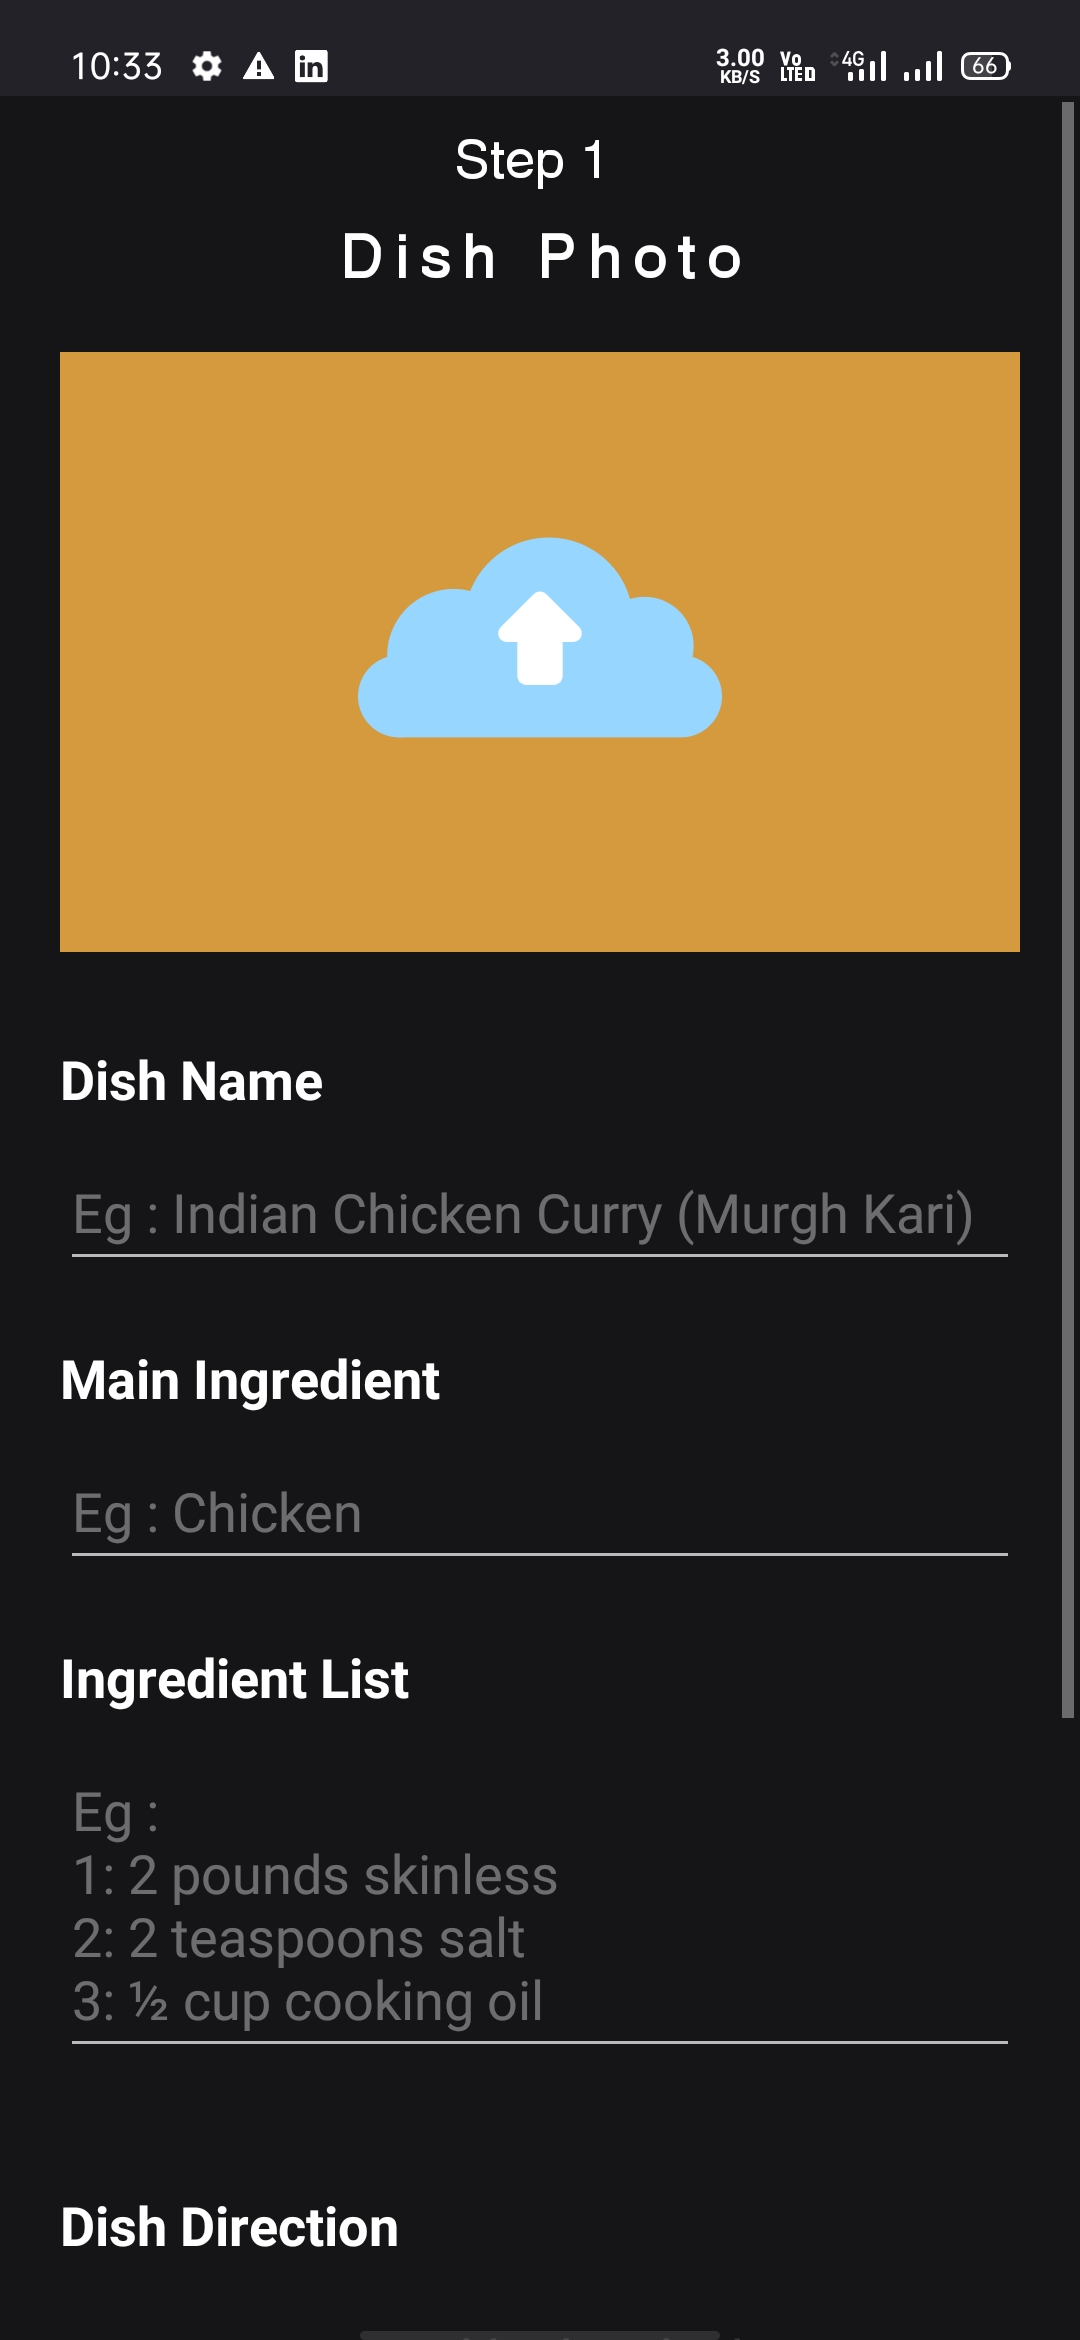 10:33 in 3.00 KB/S Vo LTE D 4G 66
Step 1
Dish Photo
Dish Name
Eg : Indian Chicken Curry (Murgh Kari)
Main Ingredient
Eg : Chicken
Ingredient List
Eg :
1: 2 pounds skinless
2: 2 teaspoons salt
3: ½ cup cooking oil
Dish Direction